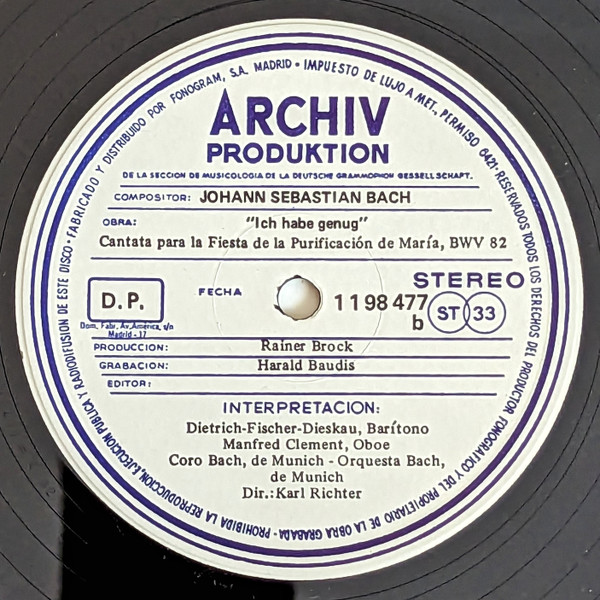 FABRICADO Y DISTRIBUIDO POR FONOGRAM, S.A. MADRID • IMPUESTO DE LUJO A MET., PERMISO 6421 • RESERVADOS TODOS LOS DERECHOS DEL PRODUCTOR FONOGRAFICO Y DEL PROPIETARIO DE LA OBRA GRABADA - PROHIBIDA LA REPRODUCCION, EJECUCION PUBLICA Y RADIODIFUSION DE ESTE DISCO •
ARCHIV
PRODUKTION
DE LA SECCION DE MUSICOLOGIA DE LA DEUTSCHE GRAMMOPHON GESSELLSCHAFT.
COMPOSITOR: JOHANN SEBASTIAN BACH
OBRA: "Ich habe genug"
Cantata para la Fiesta de la Purificación de María, BWV 82
D.P.
Dom. Fabr. Av. América, s/n
Madrid - 17
FECHA
1198 477
b
STEREO
ST 33
PRODUCCION: Rainer Brock
GRABACION: Harald Baudis
EDITOR:
INTERPRETACION:
Dietrich-Fischer-Dieskau, Barítono
Manfred Clement, Oboe
Coro Bach, de Munich - Orquesta Bach,
de Munich
Dir.: Karl Richter